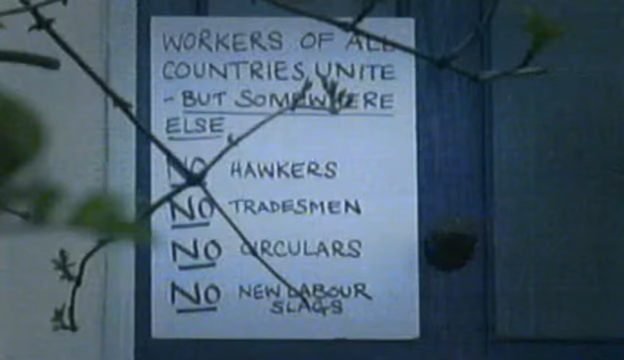 WORKERS OF ALL
COUNTRIES UNITE
- BUT SOMEWHERE
ELSE.
NO HAWKERS
NO TRADESMEN
NO CIRCULARS
NO NEW LABOUR
SLAGS